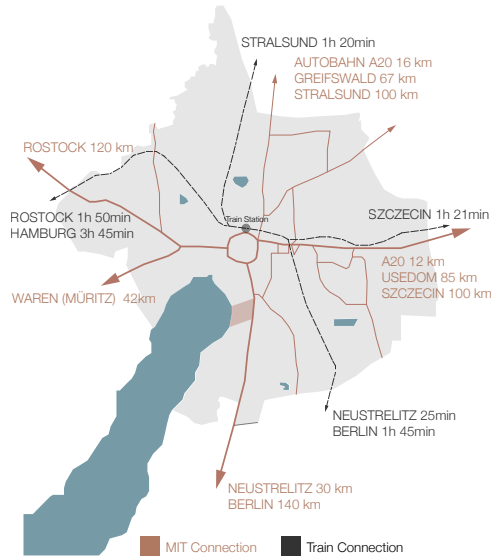 STRALSUND 1h 20min
AUTOBAHN A20 16 km
GREIFSWALD 67 km
STRALSUND 100 km
ROSTOCK 120 km
ROSTOCK 1h 50min
HAMBURG 3h 45min
Train Station
SZCZECIN 1h 21min
A20 12 km
USEDOM 85 km
SZCZECIN 100 km
WAREN (MÜRITZ) 42km
NEUSTRELITZ 25min
BERLIN 1h 45min
NEUSTRELITZ 30 km
BERLIN 140 km
MIT Connection
Train Connection